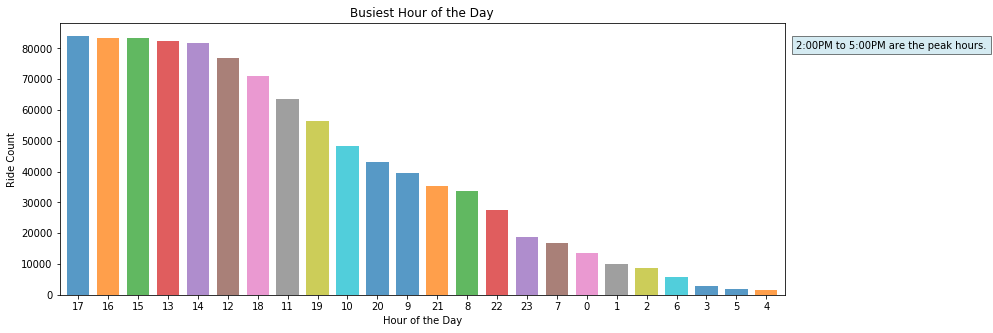 Busiest Hour of the Day
2:00PM to 5:00PM are the peak hours.
Ride Count
80000
70000
60000
50000
40000
30000
20000
10000
0
17 16 15 13 14 12 18 11 19 10 20 9 21 8 22 23 7 0 1 2 6 3 5 4
Hour of the Day